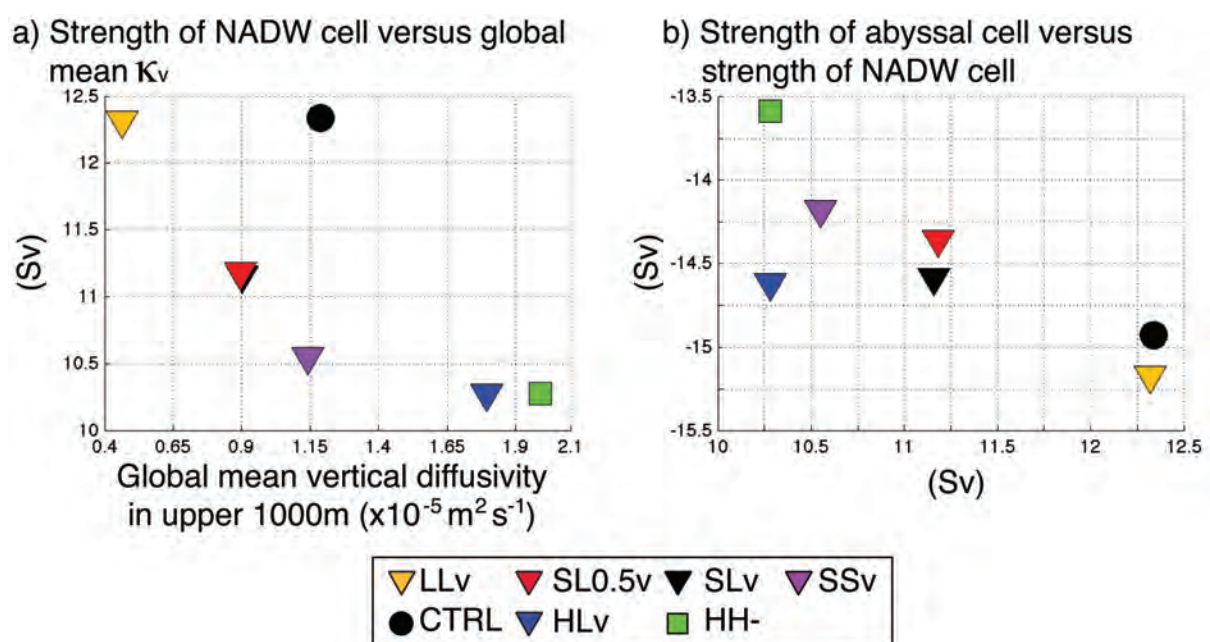 a) Strength of NADW cell versus global
mean κv
12.5
12
11.5
11
10.5
10
(Sv)
0.4 0.65 0.9 1.15 1.4 1.65 1.9 2.1
Global mean vertical diffusivity
in upper 1000m (x10⁻⁵ m² s⁻¹)
b) Strength of abyssal cell versus
strength of NADW cell
-13.5
-14
-14.5
-15
-15.5
(Sv)
10 10.5 11 11.5 12 12.5
(Sv)
LLv SL0.5v SLv SSv
CTRL HLv HH-